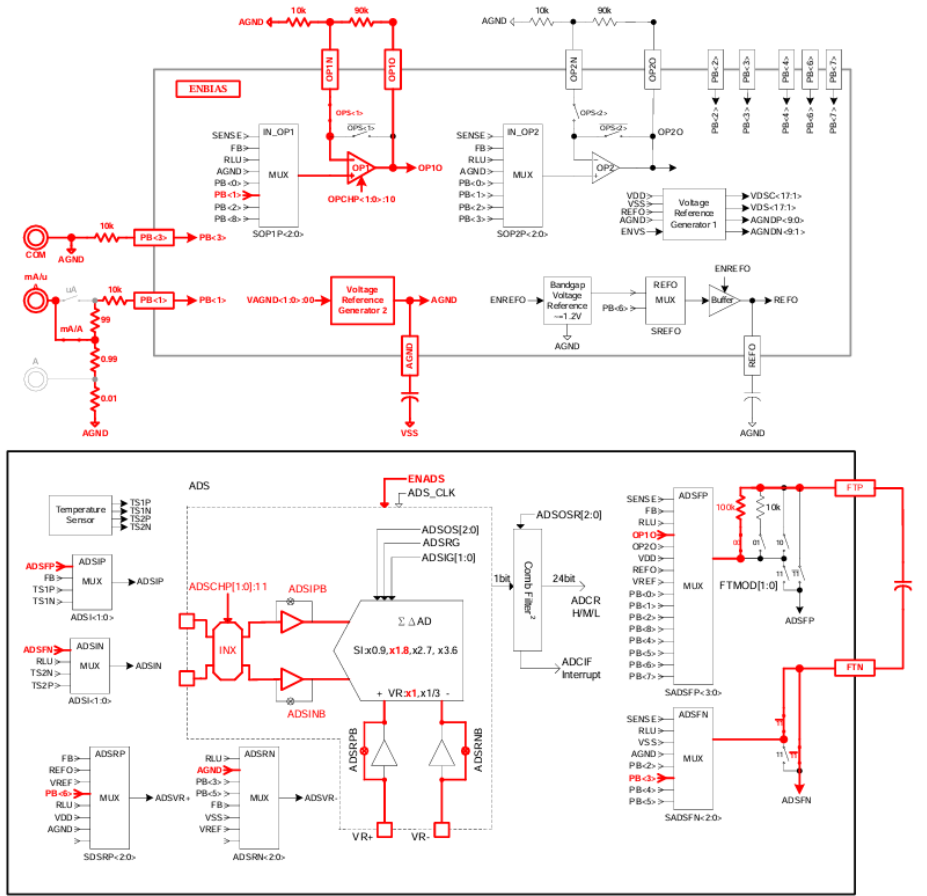 10k 90k 10k 90k
AGND AGND
OP1N OP1O OP2N OP2O PB<2> PB<3> PB<4> PB<6> PB<7>
ENBIAS
OPS<1> OPS<2>
PB<2> PB<3> PB<4> PB<6> PB<7>
SENSE IN_OP1 OPS<1> SENSE IN_OP2 OPS<2> OP2O
FB FB
RLU RLU
AGND MUX OP1 OP1O AGND MUX OP2
PB<0> PB<0>
PB<1> OPCHP<1:0>:10 PB<1>
PB<2> PB<2>
PB<8> PB<3>
SOP1P<2:0> SOP2P<2:0>
VDD VDSC<17:1>
VSS Voltage VDS<17:1>
REFO Reference AGNDP<9:0>
AGND Generator 1
ENVS AGNDN<9:1>
10k
PB<3> PB<3>
COM AGND
mA/u
A uA 10k
PB<1> PB<1>
mA/A 99
VAGND<1:0>:00 Voltage Reference Generator 2 AGND
ENREFO Bandgap Voltage Reference ~=1.2V
REFO MUX ENREFO Buffer REFO
PB<6> SREFO
AGND
0.99
A
0.01
AGND
AGND
VSS
REFO
AGND
ADS
ENADS
ADS_CLK
Temperature Sensor
TS1P
TS1N
TS2P
TS2N
ADSOS[2:0]
ADSRG
ADSIG[1:0]
ADSOSR[2:0]
ADSFP ADSIP
FB MUX ADSIP
TS1P
TS1N
ADSI<1:0>
ADSCHP[1:0]:11
ADSIPB
INX
ADSINB
Σ Δ AD
SI:x0.9, x1.8, x2.7, x3.6
+ VR:x1,x1/3 -
1bit Comb Filter² 24bit
ADCR
H/M/L
ADCIF
Interrupt
ADSFN ADSIN
RLU MUX ADSIN
TS2N
TS2P
ADSI<1:0>
ADSRPB ADSRNB
VR+ VR-
FB ADSRP
REFO
VREF
PB<6> MUX ADSVR+
RLU
VDD
AGND
SDSRP<2:0>
RLU ADSRN
AGND
PB<3>
PB<5> MUX ADSVR-
FB
VSS
VREF
ADSRN<2:0>
SENSE ADSFP
FB
RLU
OP1O
OP2O
VDD
REFO
VREF MUX
PB<0>
PB<1>
PB<2>
PB<8>
PB<4>
PB<5>
PB<6>
PB<7>
SADSFP<3:0>
100k 10k
00 01 10
11 11
FTMOD[1:0]
ADSFP
FTP
FTN
SENSE ADSFN
RLU
VSS
AGND MUX
PB<2>
PB<3>
PB<4>
PB<5>
SADSFN<2:0>
11
11 11
ADSFN